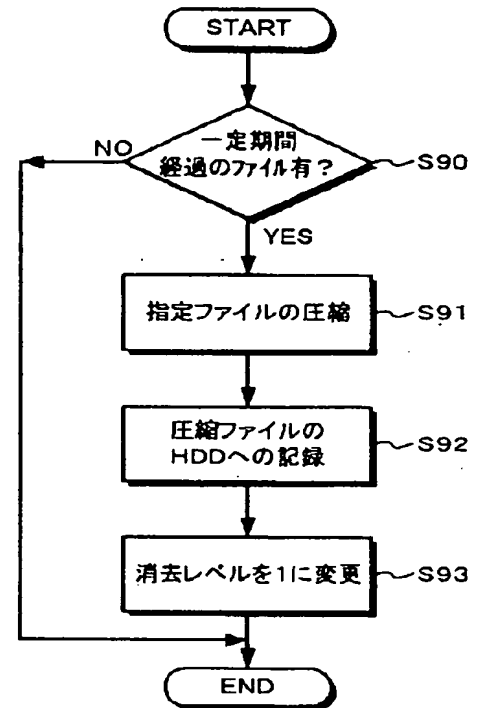 START
一定期間
経過のファイル有？
NO
S90
YES
指定ファイルの圧縮
S91
圧縮ファイルの
HDDへの記録
S92
消去レベルを1に変更
S93
END